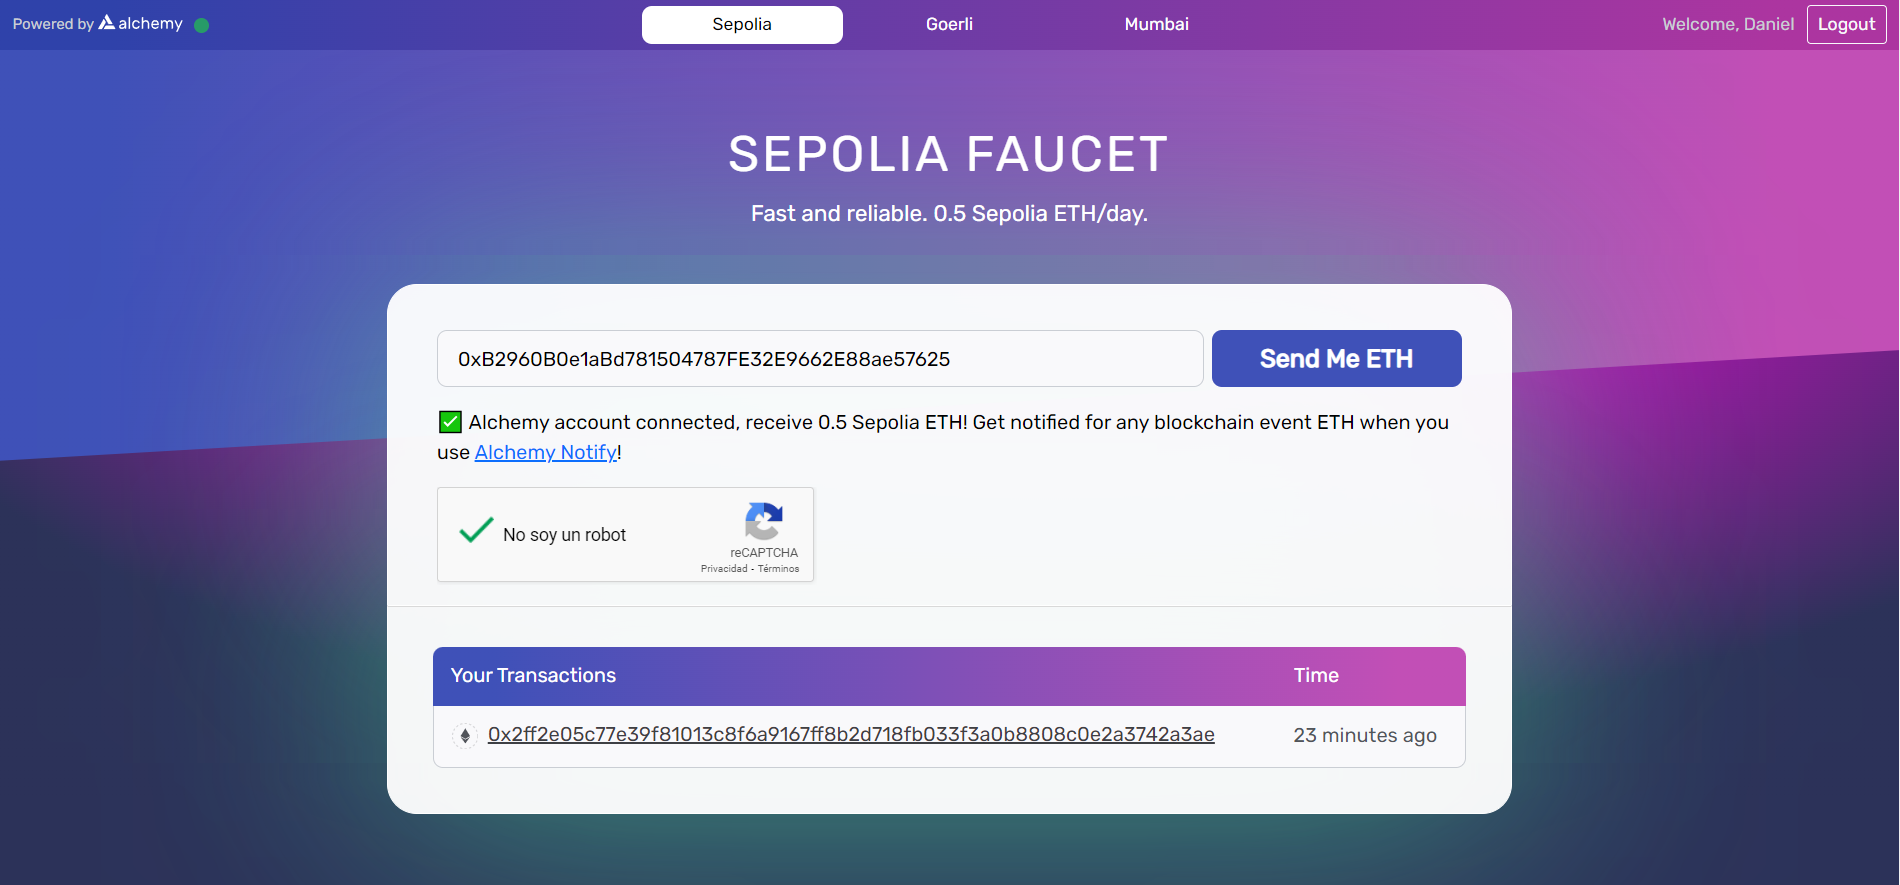 Powered by alchemy
Sepolia
Goerli
Mumbai
Welcome, Daniel
Logout
SEPOLIA FAUCET
Fast and reliable. 0.5 Sepolia ETH/day.
0xB2960B0e1aBd781504787FE32E9662E88ae57625
Send Me ETH
✅ Alchemy account connected, receive 0.5 Sepolia ETH! Get notified for any blockchain event ETH when you
use Alchemy Notify!
No soy un robot
reCAPTCHA
Privacidad - Términos
Your Transactions
Time
0x2ff2e05c77e39f81013c8f6a9167ff8b2d718fb033f3a0b8808c0e2a3742a3ae
23 minutes ago